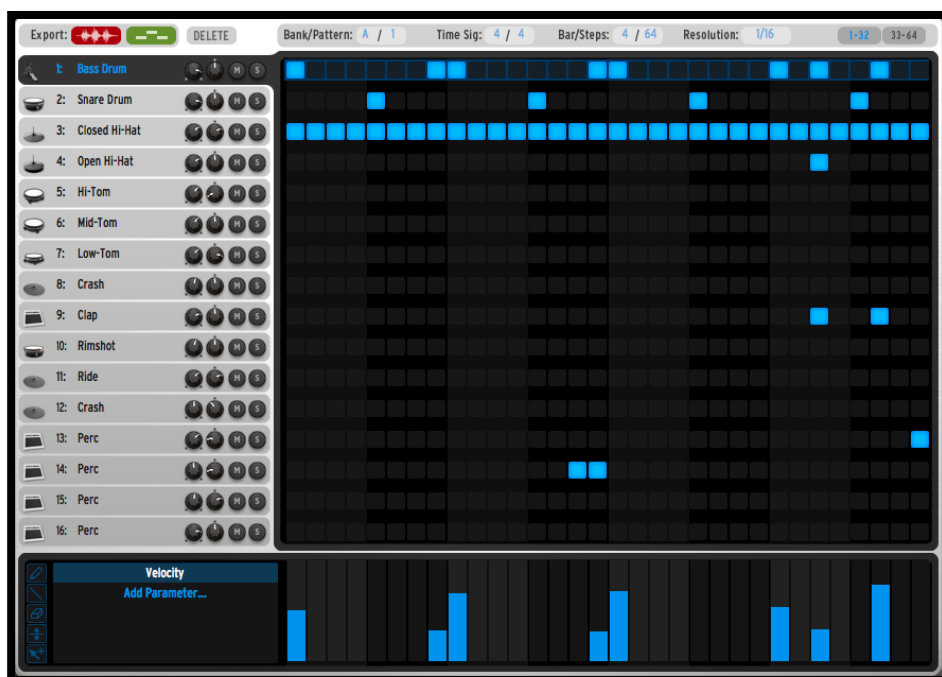 Export: DELETE Bank/Pattern: A / 1 Time Sig: 4 / 4 Bar/Steps: 4 / 64 Resolution: 1/16 1-32 33-64
1: Bass Drum M S
2: Snare Drum M S
3: Closed Hi-Hat M S
4: Open Hi-Hat M S
5: Hi-Tom M S
6: Mid-Tom M S
7: Low-Tom M S
8: Crash M S
9: Clap M S
10: Rimshot M S
11: Ride M S
12: Crash M S
13: Perc M S
14: Perc M S
15: Perc M S
16: Perc M S
Velocity
Add Parameter...